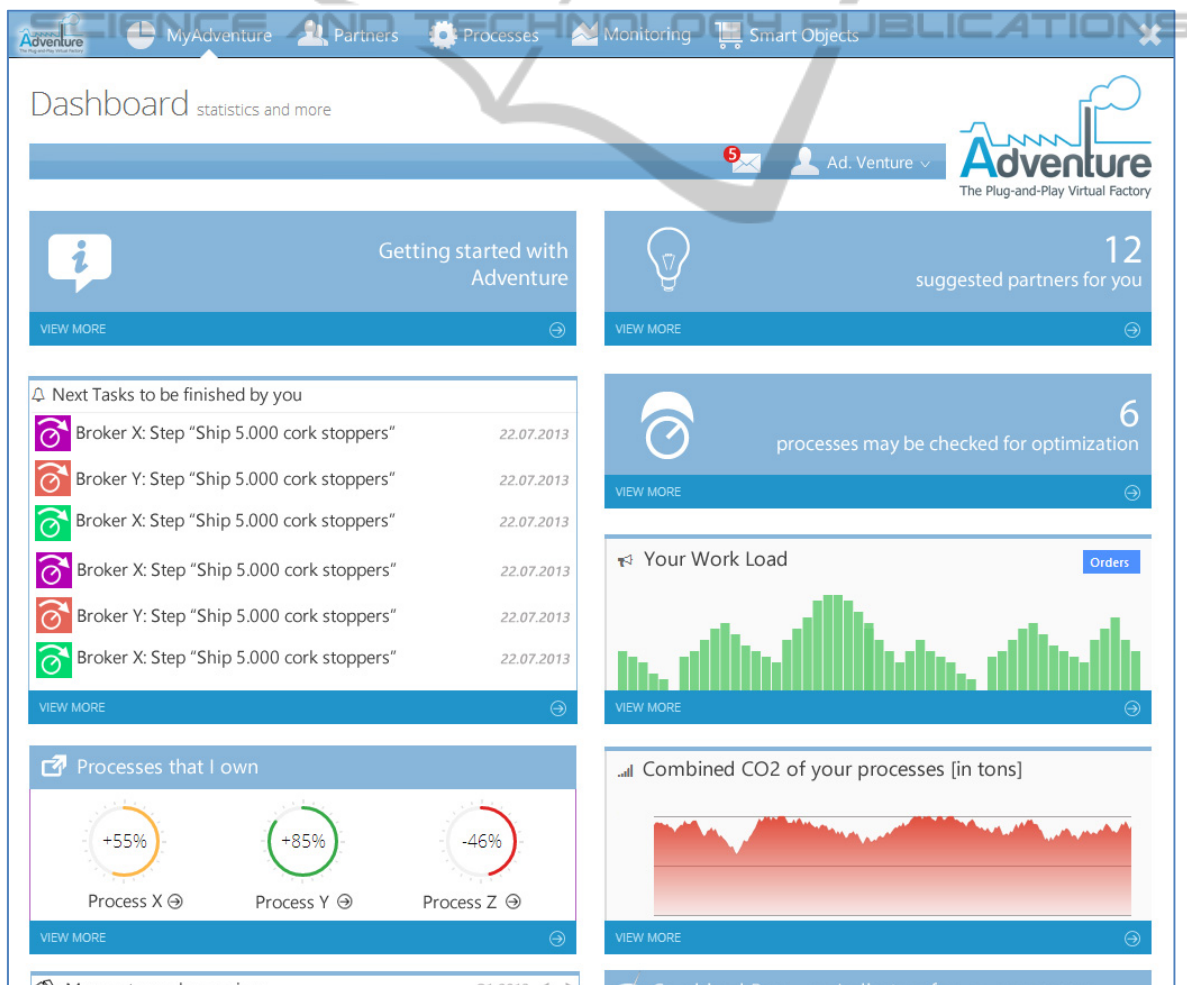 SCIENCE AND TECHNOLOGY PUBLICATIONS
Adventure
MyAdventure
Partners
Processes
Monitoring
Smart Objects
Dashboard statistics and more
5
Ad. Venture
Adventure
The Plug-and-Play Virtual Factory
Getting started with
Adventure
VIEW MORE
12
suggested partners for you
VIEW MORE
Next Tasks to be finished by you
Broker X: Step "Ship 5.000 cork stoppers" 22.07.2013
Broker Y: Step "Ship 5.000 cork stoppers" 22.07.2013
Broker X: Step "Ship 5.000 cork stoppers" 22.07.2013
Broker X: Step "Ship 5.000 cork stoppers" 22.07.2013
Broker Y: Step "Ship 5.000 cork stoppers" 22.07.2013
Broker X: Step "Ship 5.000 cork stoppers" 22.07.2013
VIEW MORE
6
processes may be checked for optimization
VIEW MORE
Your Work Load
Orders
VIEW MORE
Processes that I own
+55%
+85%
-46%
Process X
Process Y
Process Z
VIEW MORE
Combined CO2 of your processes [in tons]
VIEW MORE